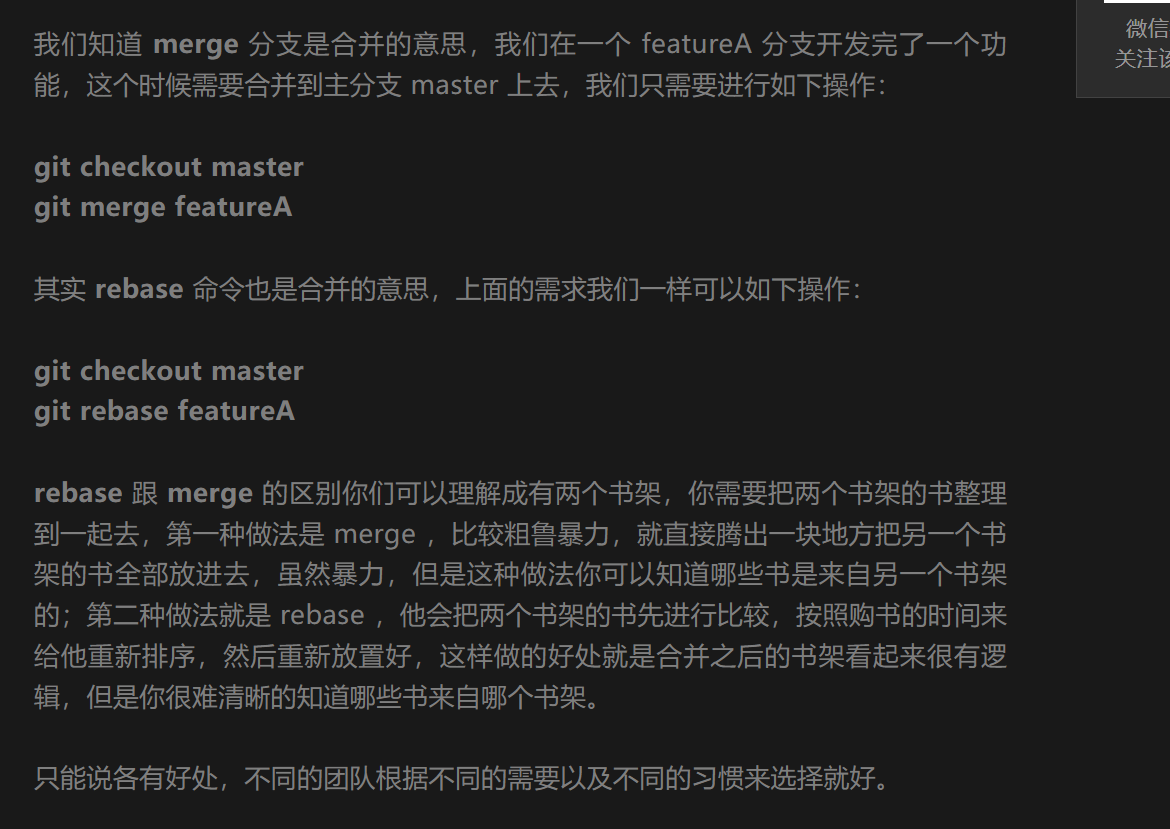 我们知道 merge 分支是合并的意思，我们在一个 featureA 分支开发完了一个功
能，这个时候需要合并到主分支 master 上去，我们只需要进行如下操作：
git checkout master
git merge featureA
其实 rebase 命令也是合并的意思，上面的需求我们一样可以如下操作：
git checkout master
git rebase featureA
rebase 跟 merge 的区别你们可以理解成有两个书架，你需要把两个书架的书整理
到一起去，第一种做法是 merge ，比较粗鲁暴力，就直接腾出一块地方把另一个书
架的书全部放进去，虽然暴力，但是这种做法你可以知道哪些书是来自另一个书架
的；第二种做法就是 rebase ，他会把两个书架的书先进行比较，按照购书的时间来
给他重新排序，然后重新放置好，这样做的好处就是合并之后的书架看起来很有逻
辑，但是你很难清晰的知道哪些书来自哪个书架。
只能说各有好处，不同的团队根据不同的需要以及不同的习惯来选择就好。
微信
关注该